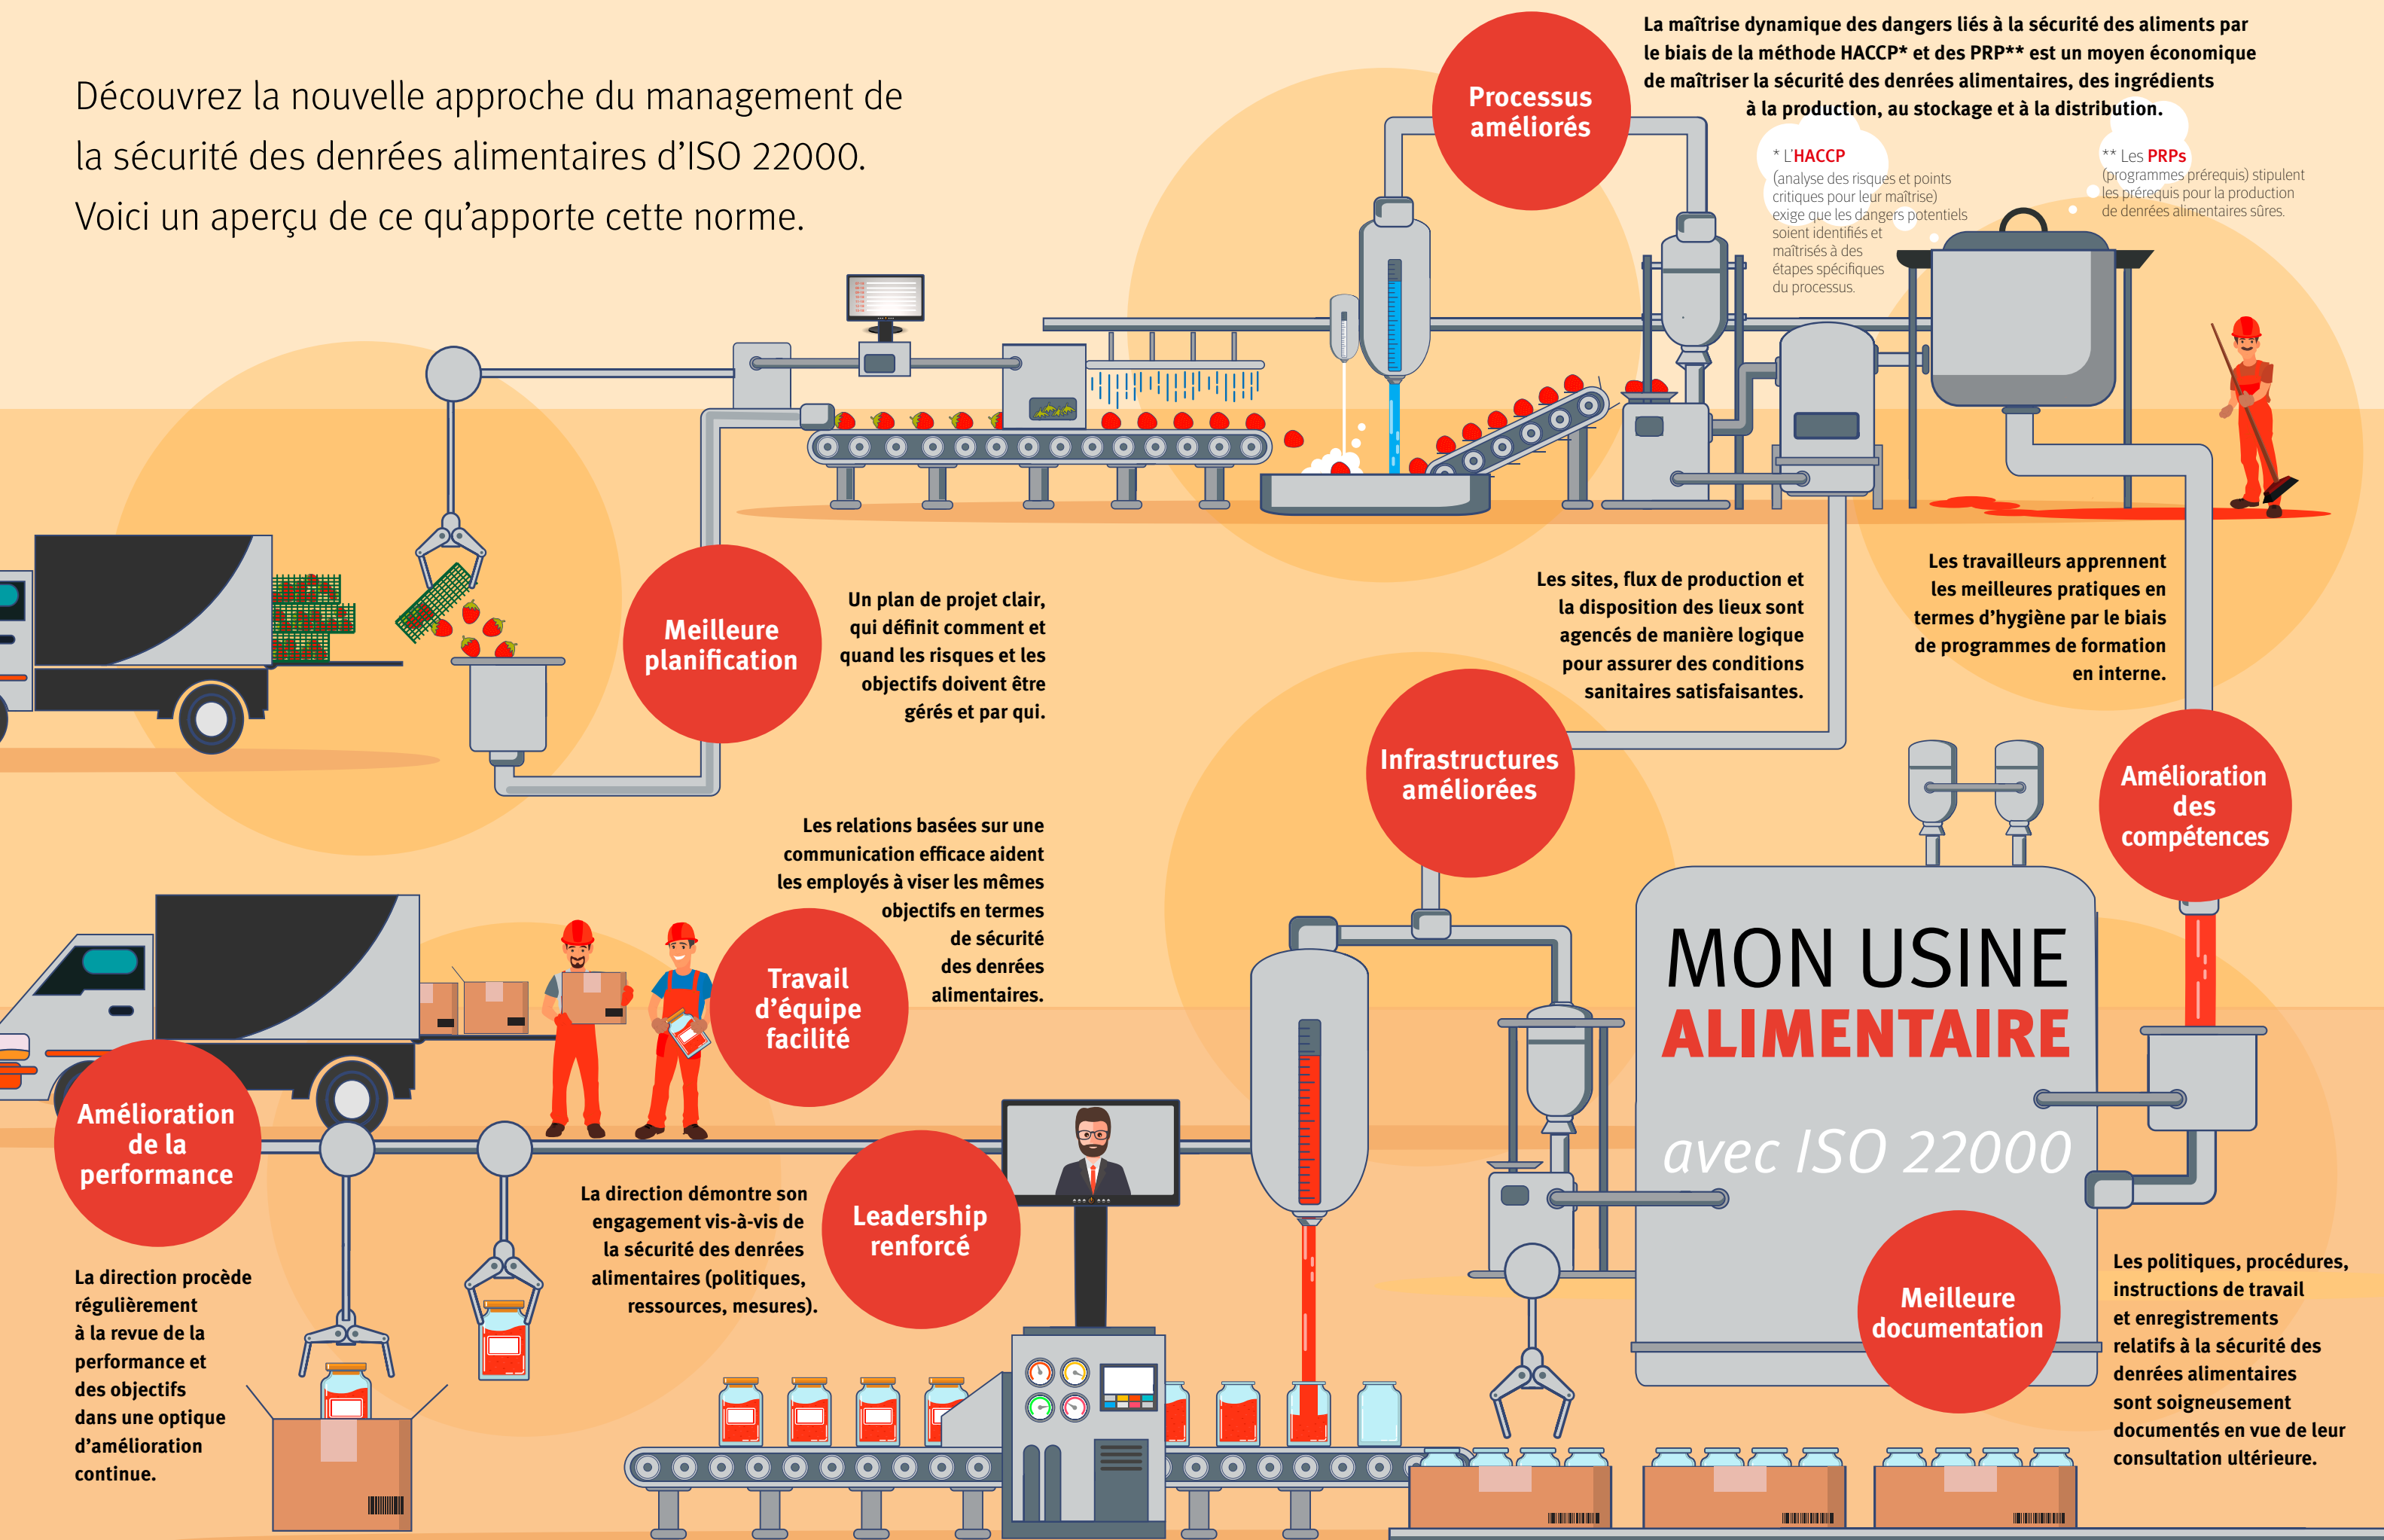 Découvrez la nouvelle approche du management de
la sécurité des denrées alimentaires d'ISO 22000.
Voici un aperçu de ce qu'apporte cette norme.
Processus
améliorés
La maîtrise dynamique des dangers liés à la sécurité des aliments par
le biais de la méthode HACCP* et des PRP** est un moyen économique
de maîtriser la sécurité des denrées alimentaires, des ingrédients
à la production, au stockage et à la distribution.
* L'HACCP
(analyse des risques et points
critiques pour leur maîtrise)
exige que les dangers potentiels
soient identifiés et
maîtrisés à des
étapes spécifiques
du processus.
** Les PRPs
(programmes prérequis) stipulent
les prérequis pour la production
de denrées alimentaires sûres.
Meilleure
planification
Un plan de projet clair,
qui définit comment et
quand les risques et les
objectifs doivent être
gérés et par qui.
Les sites, flux de production et
la disposition des lieux sont
agencés de manière logique
pour assurer des conditions
sanitaires satisfaisantes.
Infrastructures
améliorées
Les travailleurs apprennent
les meilleures pratiques en
termes d'hygiène par le biais
de programmes de formation
en interne.
Amélioration
des
compétences
Les relations basées sur une
communication efficace aident
les employés à viser les mêmes
objectifs en termes
de sécurité
des denrées
alimentaires.
Travail
d'équipe
facilité
MON USINE
ALIMENTAIRE
avec ISO 22000
Amélioration
de la
performance
La direction procède
régulièrement
à la revue de la
performance et
des objectifs
dans une optique
d'amélioration
continue.
La direction démontre son
engagement vis-à-vis de
la sécurité des denrées
alimentaires (politiques,
ressources, mesures).
Leadership
renforcé
Meilleure
documentation
Les politiques, procédures,
instructions de travail
et enregistrements
relatifs à la sécurité des
denrées alimentaires
sont soigneusement
documentés en vue de leur
consultation ultérieure.